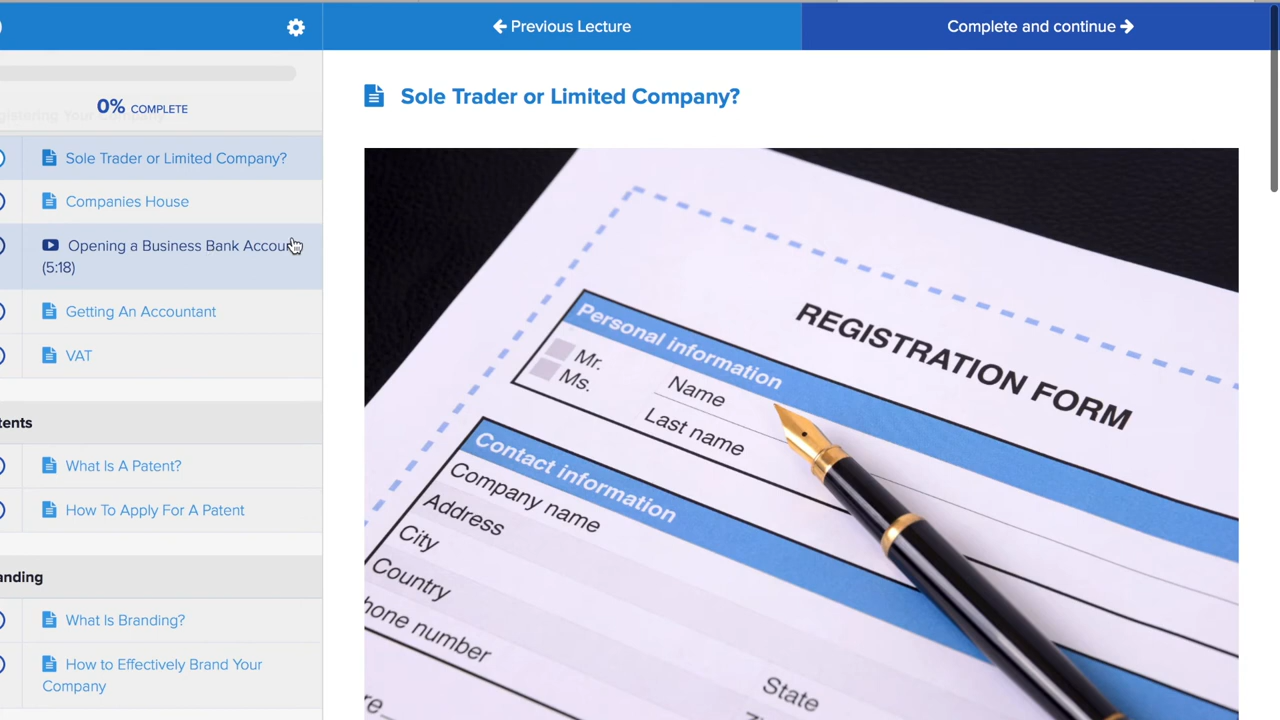 Previous Lecture
Complete and continue
0% COMPLETE
Sole Trader or Limited Company?
Companies House
Opening a Business Bank Accou
(5:18)
Getting An Accountant
VAT
tents
What Is A Patent?
How To Apply For A Patent
anding
What Is Branding?
How to Effectively Brand Your
Company
Sole Trader or Limited Company?
REGISTRATION FORM
Personal information
Mr.
Ms.
Name
Last name
Contact information
Company name
Address
City
Country
hone number
State